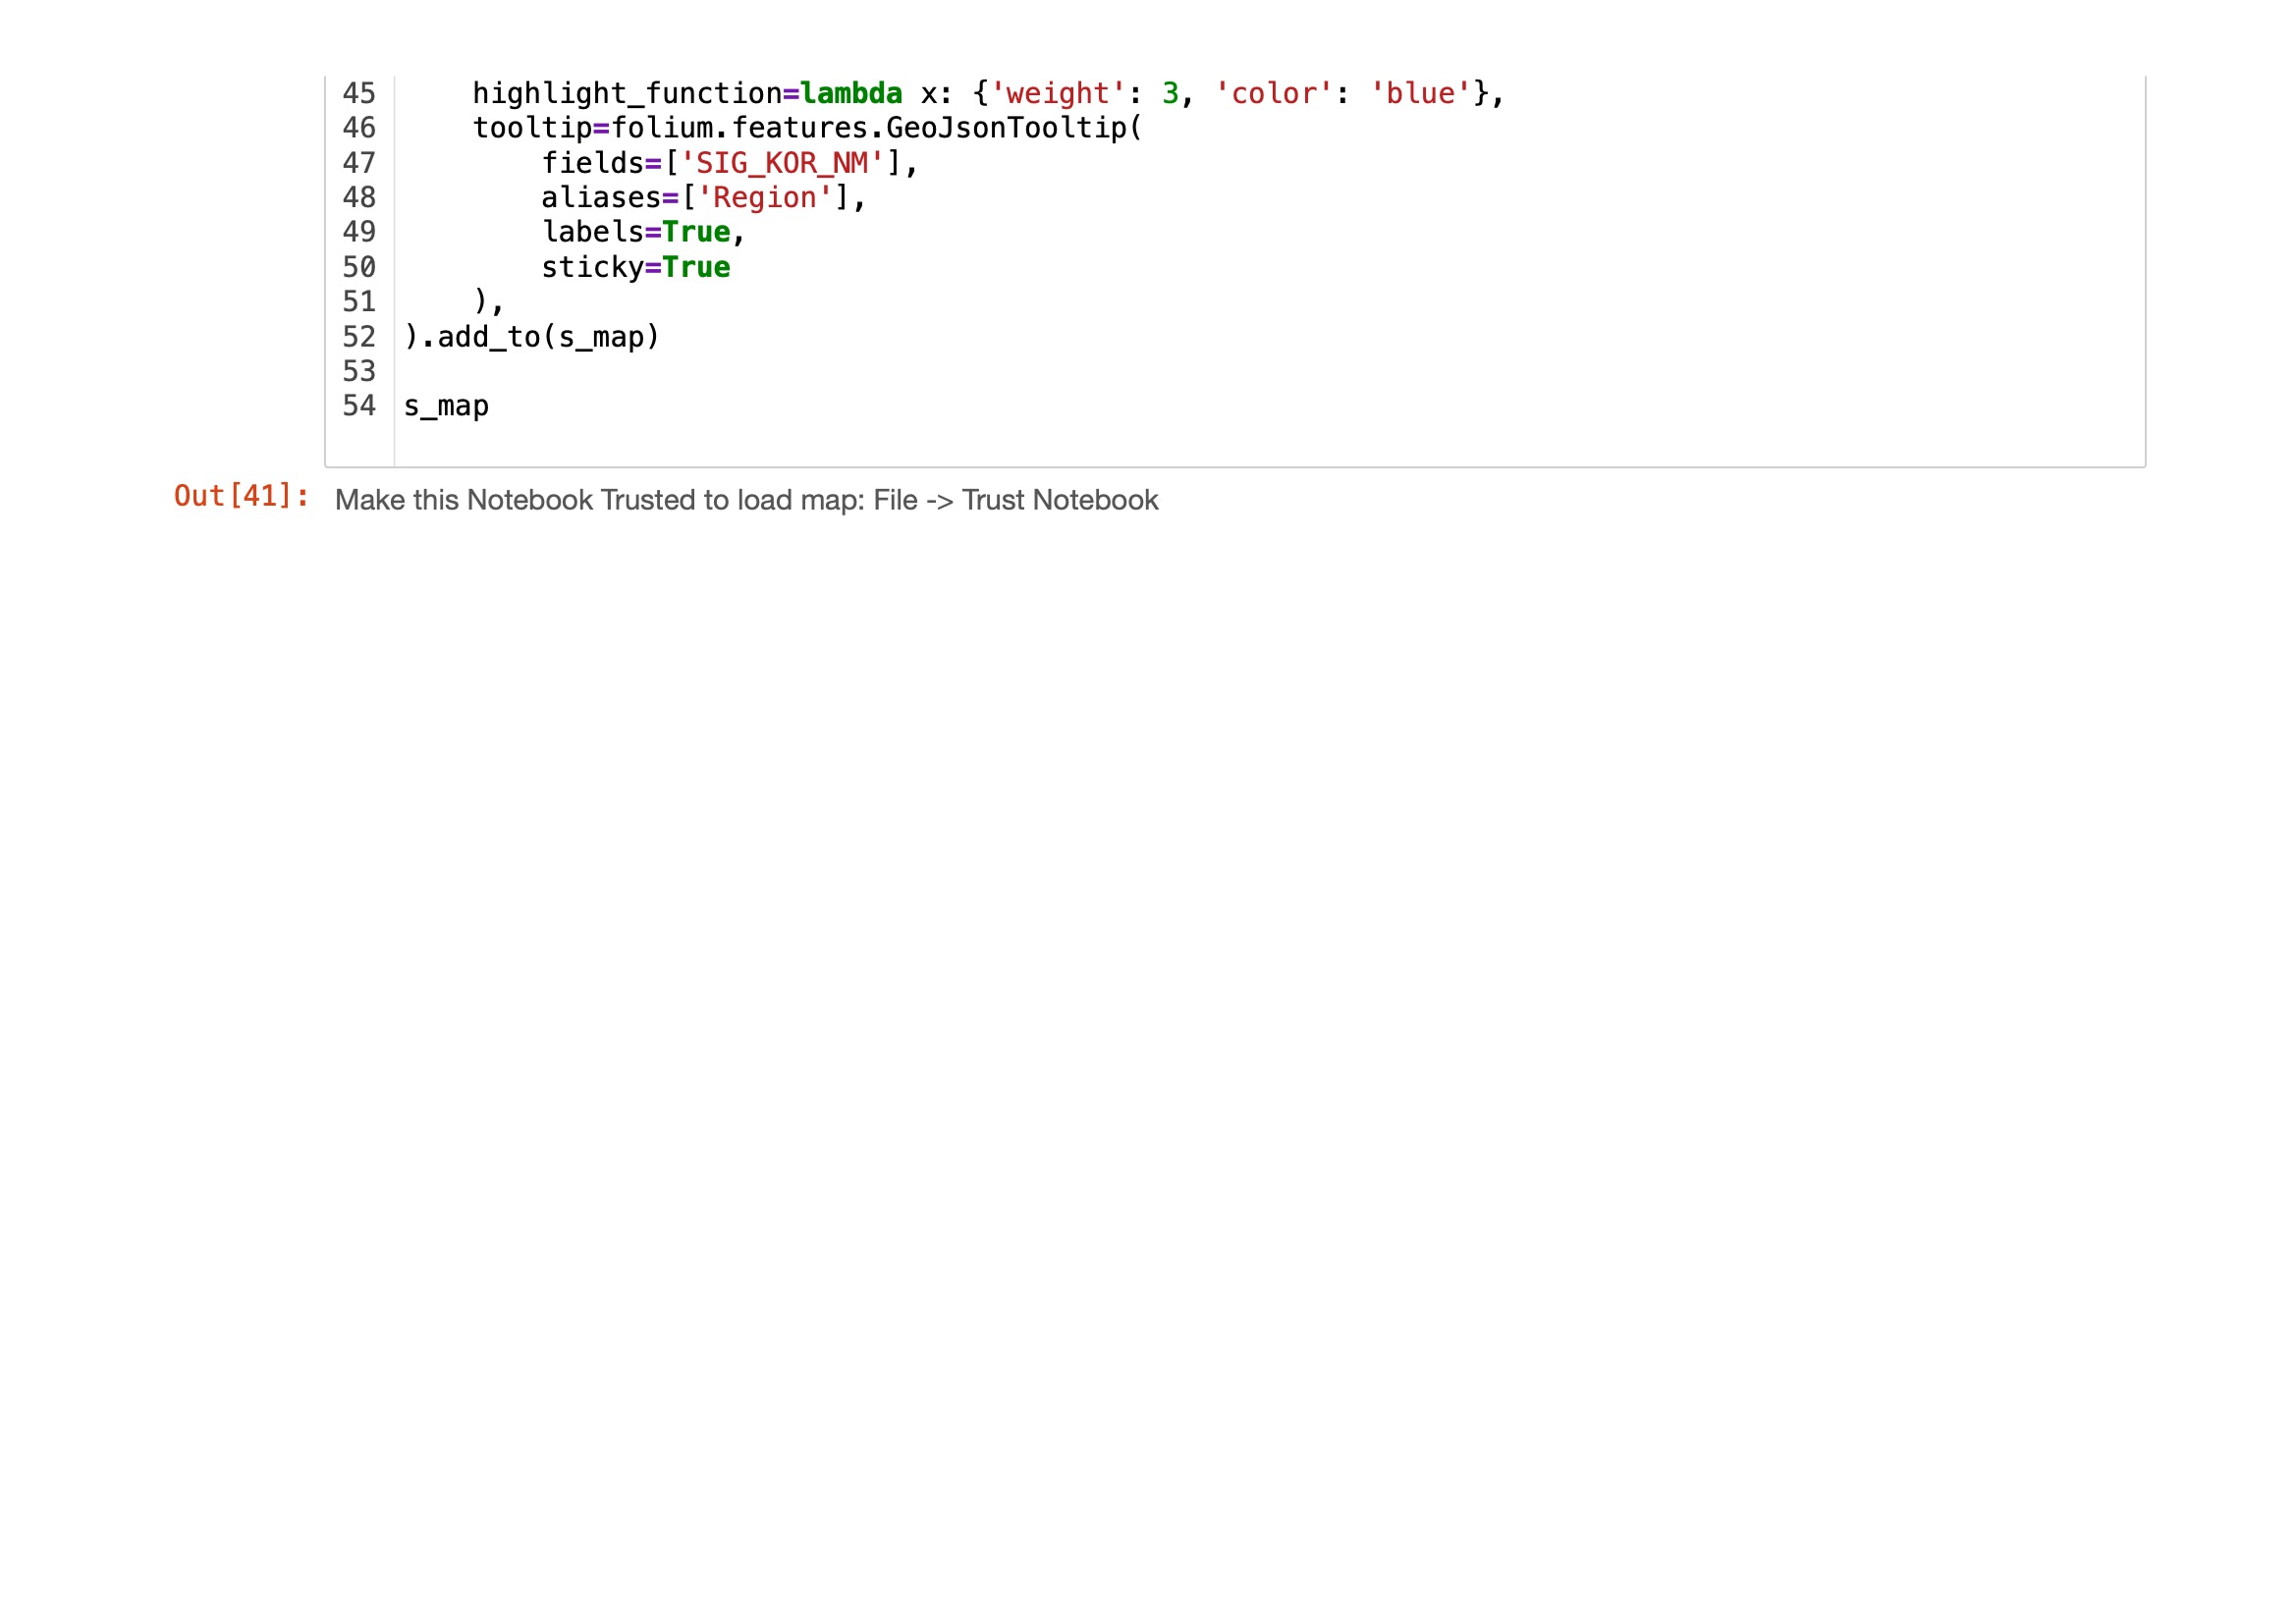 45 highlight_function=lambda x: {'weight': 3, 'color': 'blue'},
46 tooltip=folium.features.GeoJsonTooltip(
47 fields=['SIG_KOR_NM'],
48 aliases=['Region'],
49 labels=True,
50 sticky=True
51 ),
52 ).add_to(s_map)
53
54 s_map
Out[41]: Make this Notebook Trusted to load map: File -> Trust Notebook